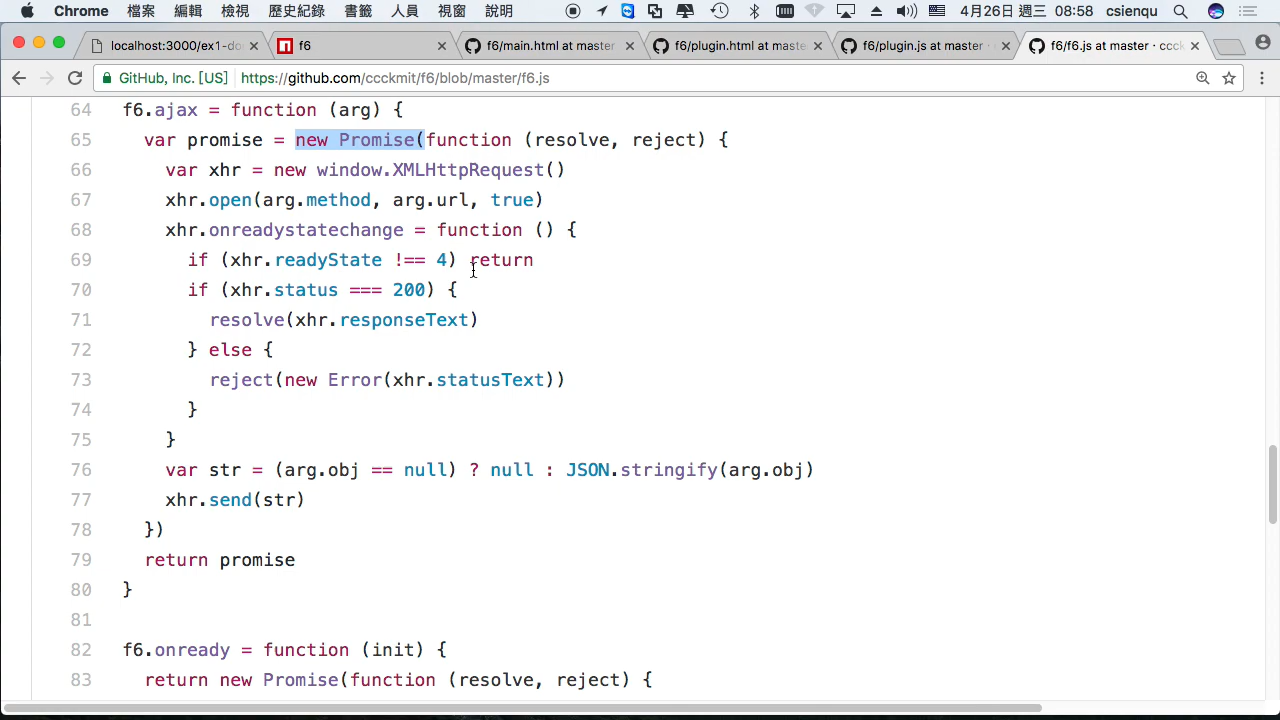 Chrome 檔案 編輯 檢視 歷史紀錄 書籤 人員 視窗 說明 4月26日 週三 08:58 csienqu
localhost:3000/ex1-do f6 f6/main.html at master f6/plugin.html at maste f6/plugin.js at master f6/f6.js at master · ccck
GitHub, Inc. [US] https://github.com/ccckmit/f6/blob/master/f6.js
64 f6.ajax = function (arg) {
65 var promise = new Promise(function (resolve, reject) {
66 var xhr = new window.XMLHttpRequest()
67 xhr.open(arg.method, arg.url, true)
68 xhr.onreadystatechange = function () {
69 if (xhr.readyState !== 4) return
70 if (xhr.status === 200) {
71 resolve(xhr.responseText)
72 } else {
73 reject(new Error(xhr.statusText))
74 }
75 }
76 var str = (arg.obj == null) ? null : JSON.stringify(arg.obj)
77 xhr.send(str)
78 })
79 return promise
80 }
81
82 f6.onready = function (init) {
83 return new Promise(function (resolve, reject) {